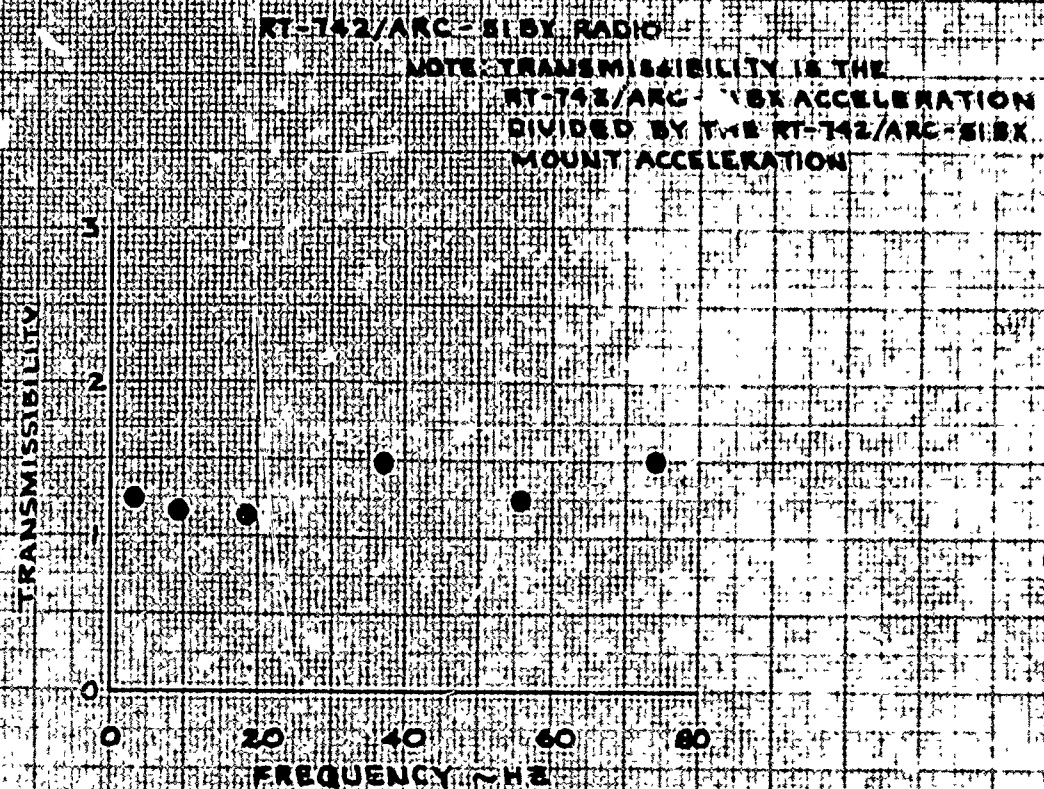 RT-742/ARC-51BX RADIO
NOTE: TRANSMISSIBILITY IS THE
RT-742/ARC- 1BX ACCELERATION
DIVIDED BY THE RT-742/ARC-51BX
MOUNT ACCELERATION
3
2
1
0
TRANSMISSIBILITY
0 20 40 60 80
FREQUENCY ~ HZ